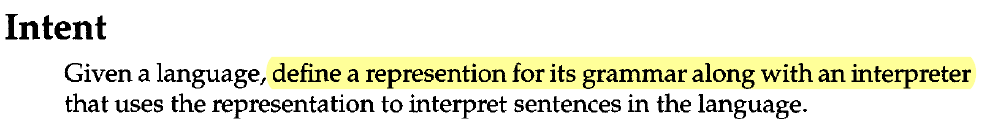 Intent
Given a language, define a represention for its grammar along with an interpreter
that uses the representation to interpret sentences in the language.